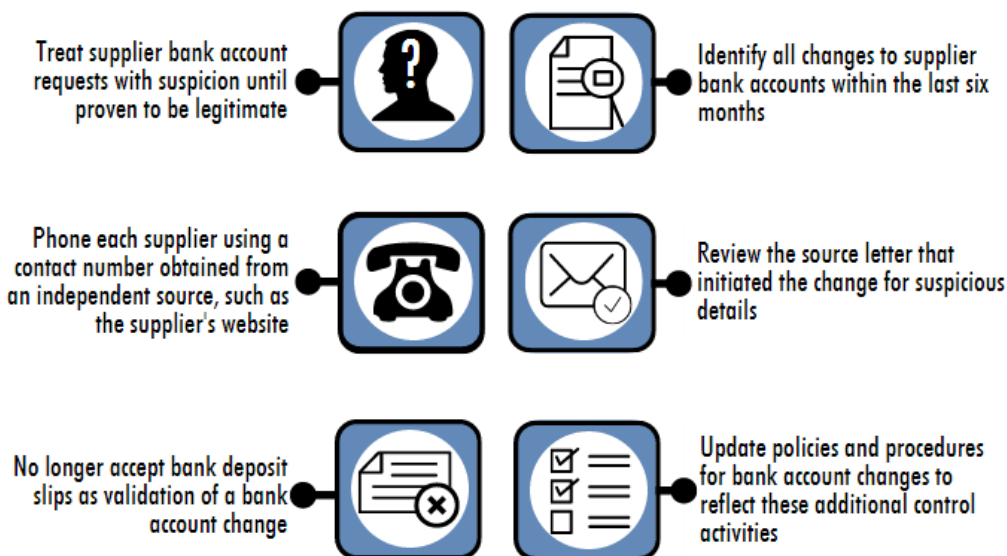 Treat supplier bank account
requests with suspicion until
proven to be legitimate
?
Identify all changes to supplier
bank accounts within the last six
months
Phone each supplier using a
contact number obtained from
an independent source, such as
the supplier's website
Review the source letter that
initiated the change for suspicious
details
No longer accept bank deposit
slips as validation of a bank
account change
Update policies and procedures
for bank account changes to
reflect these additional control
activities